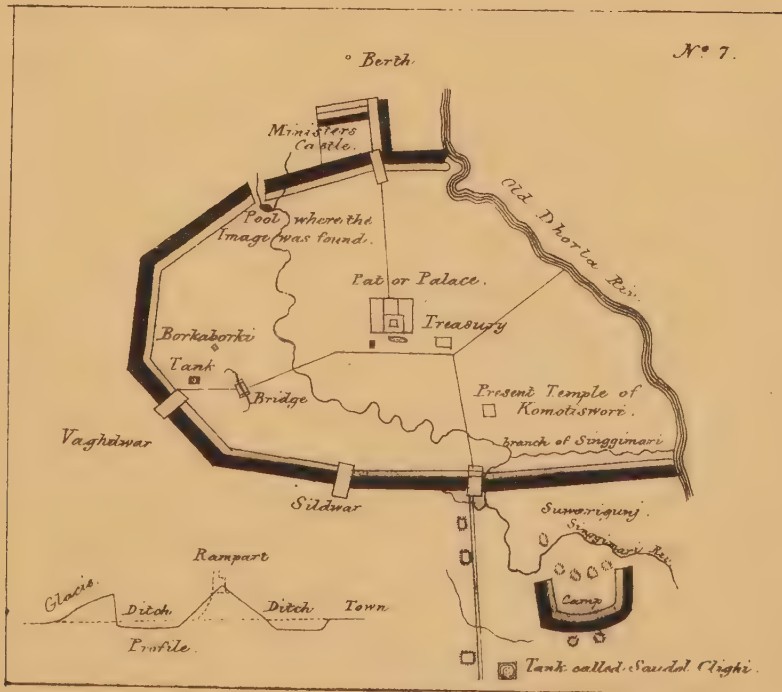 Nº 7.
Berth
Ministers
Castle.
Old Dhorla Riv.
Pool where the
Image was found.
Pat or Palace.
Treasury
Borkaborki
Tank
Bridge
Present Temple of
Komotiswori.
branch of Singgimari
Vaghdwar
Sildwar
Suwarigunj.
Singgimari Riv.
Camp
Rampart
Glacis.
Ditch
Ditch
Town
Profile.
Tank called Saudol